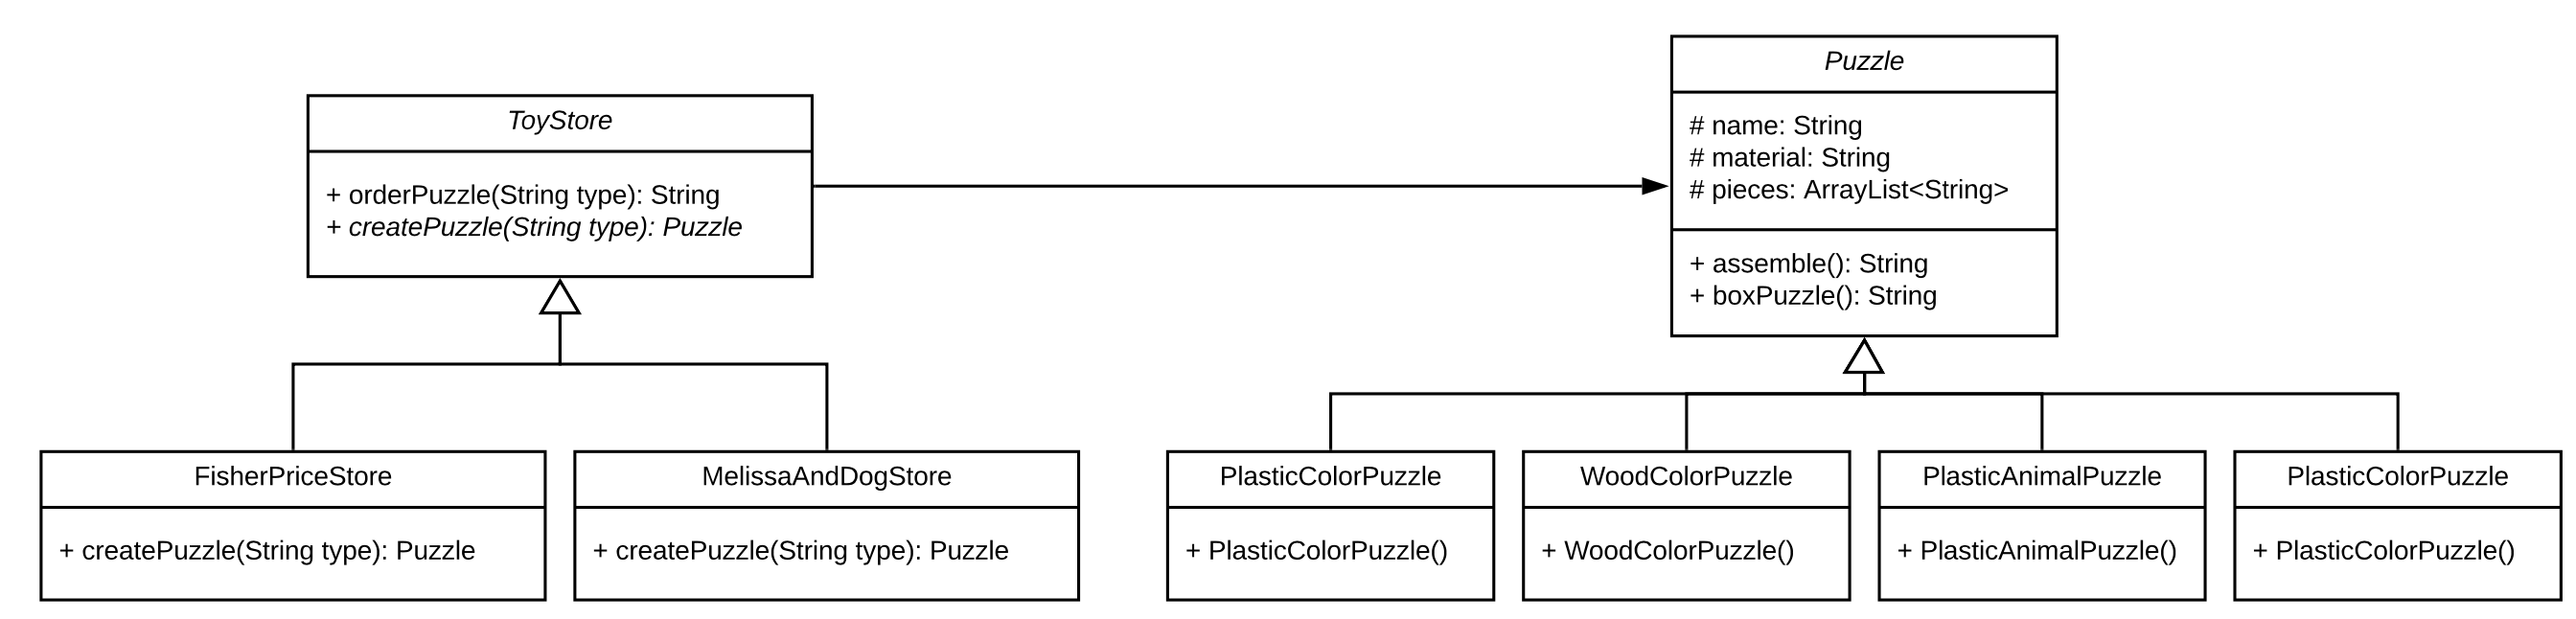 ToyStore
+ orderPuzzle(String type): String
+ createPuzzle(String type): Puzzle
Puzzle
# name: String
# material: String
# pieces: ArrayList<String>
+ assemble(): String
+ boxPuzzle(): String
FisherPriceStore
+ createPuzzle(String type): Puzzle
MelissaAndDogStore
+ createPuzzle(String type): Puzzle
PlasticColorPuzzle
+ PlasticColorPuzzle()
WoodColorPuzzle
+ WoodColorPuzzle()
PlasticAnimalPuzzle
+ PlasticAnimalPuzzle()
PlasticColorPuzzle
+ PlasticColorPuzzle()